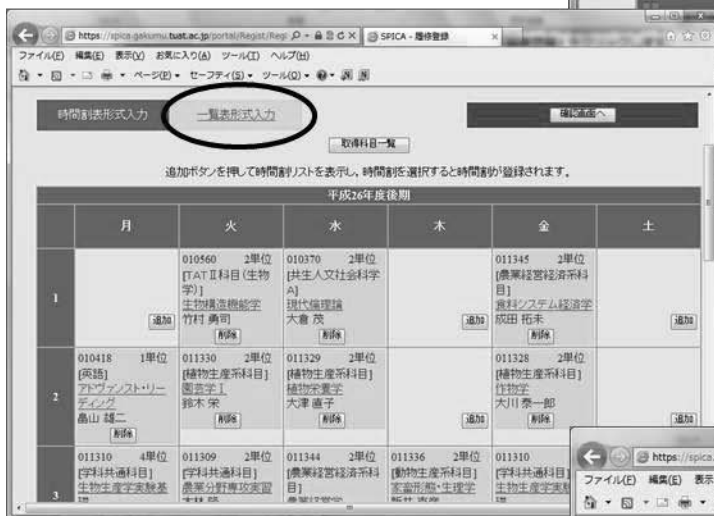 https://spica.gakumu.tuat.ac.jp/portal/Regist/Regi
SPICA - 履修登録
ファイル(F) 編集(E) 表示(V) お気に入り(A) ツール(T) ヘルプ(H)
ページ(P) セーフティ(S) ツール(O)
時間割表形式入力 一覧表形式入力 確認画面へ
取得科目一覧
追加ボタンを押して時間割リストを表示し、時間割を選択すると時間割が登録されます。
平成26年度後期
月 火 水 木 金 土
1
追加
010560 2単位
[TATⅡ科目(生物学)]
生物構造機能学
竹村 勇司
削除
010370 2単位
[共生人文社会科学A]
現代倫理論
大倉 茂
削除
追加
011345 2単位
[農業経営経済系科目]
食料システム経済学
成田 拓未
削除
追加
2
010418 1単位
[英語]
アドヴァンスト・リーディング
畠山 雄二
削除
011330 2単位
[植物生産系科目]
園芸学Ⅰ
鈴木 栄
削除
011329 2単位
[植物生産系科目]
植物栄養学
大津 直子
削除
追加
011328 2単位
[植物生産系科目]
作物学
大川 泰一郎
削除
追加
3
011310 4単位
[学科共通科目]
生物生産学実験基
011309 2単位
[学科共通科目]
農業分野専攻実習
011344 2単位
[農業経営経済系科目]
農業経営学
011336 2単位
[動物生産系科目]
家畜形態・生理学
011310
[学科共通科目]
生物生産学実
https://spica.
ファイル(F) 編集(E) 表示